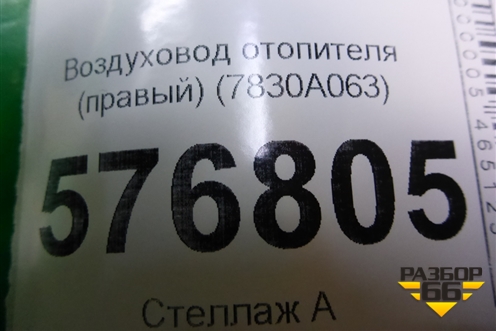 Воздуховод отопителя
(правый) (7830A063)
576805
Стеллаж А
РАЗБОР
66